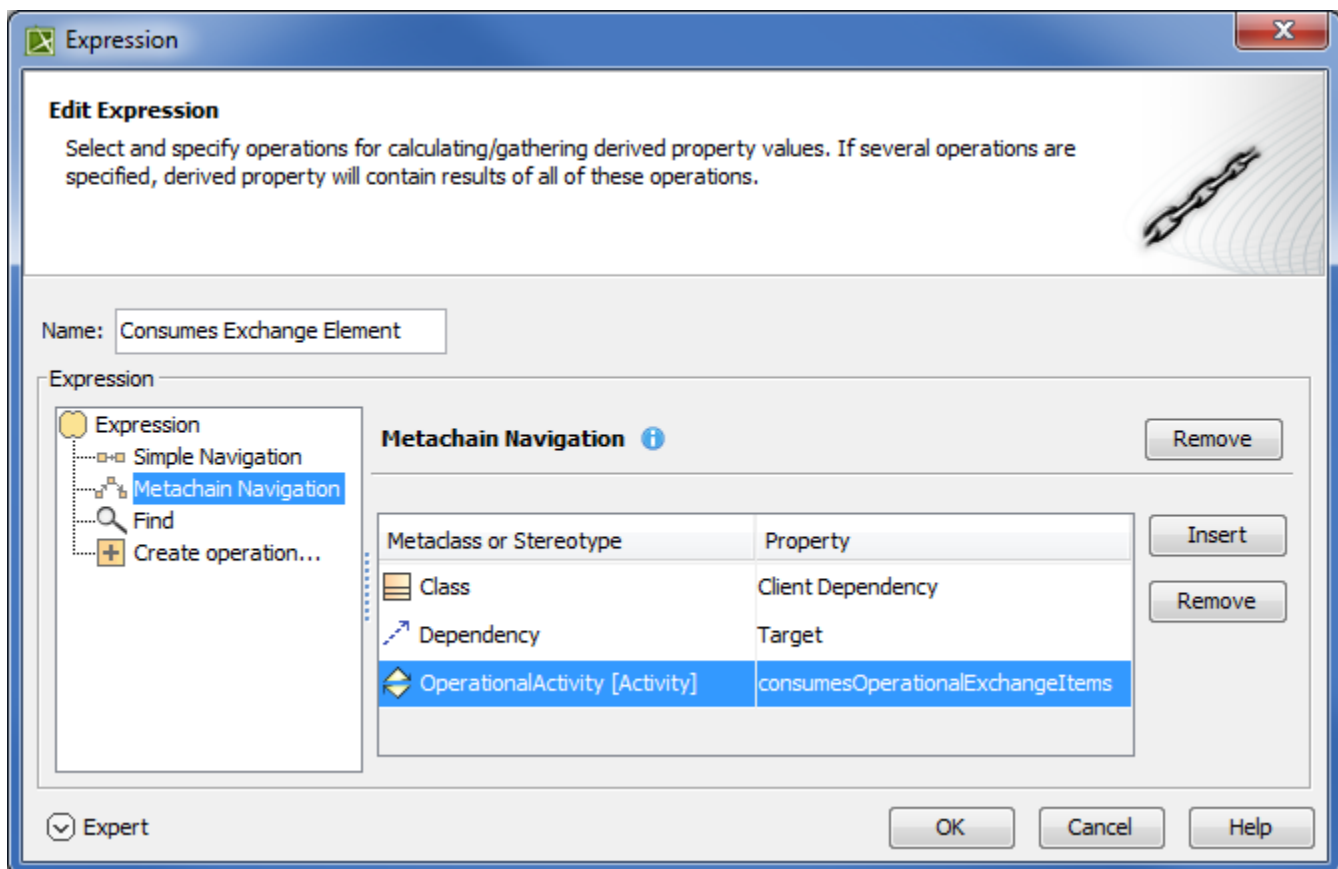 Expression
x
Edit Expression
Select and specify operations for calculating/gathering derived property values. If several operations are
specified, derived property will contain results of all of these operations.
Name: Consumes Exchange Element
Expression
Expression
Simple Navigation
Metachain Navigation
Find
Create operation...
Metachain Navigation
Remove
Metaclass or Stereotype Property
Class Client Dependency
Dependency Target
OperationalActivity [Activity] consumesOperationalExchangeItems
Insert
Remove
Expert
OK Cancel Help